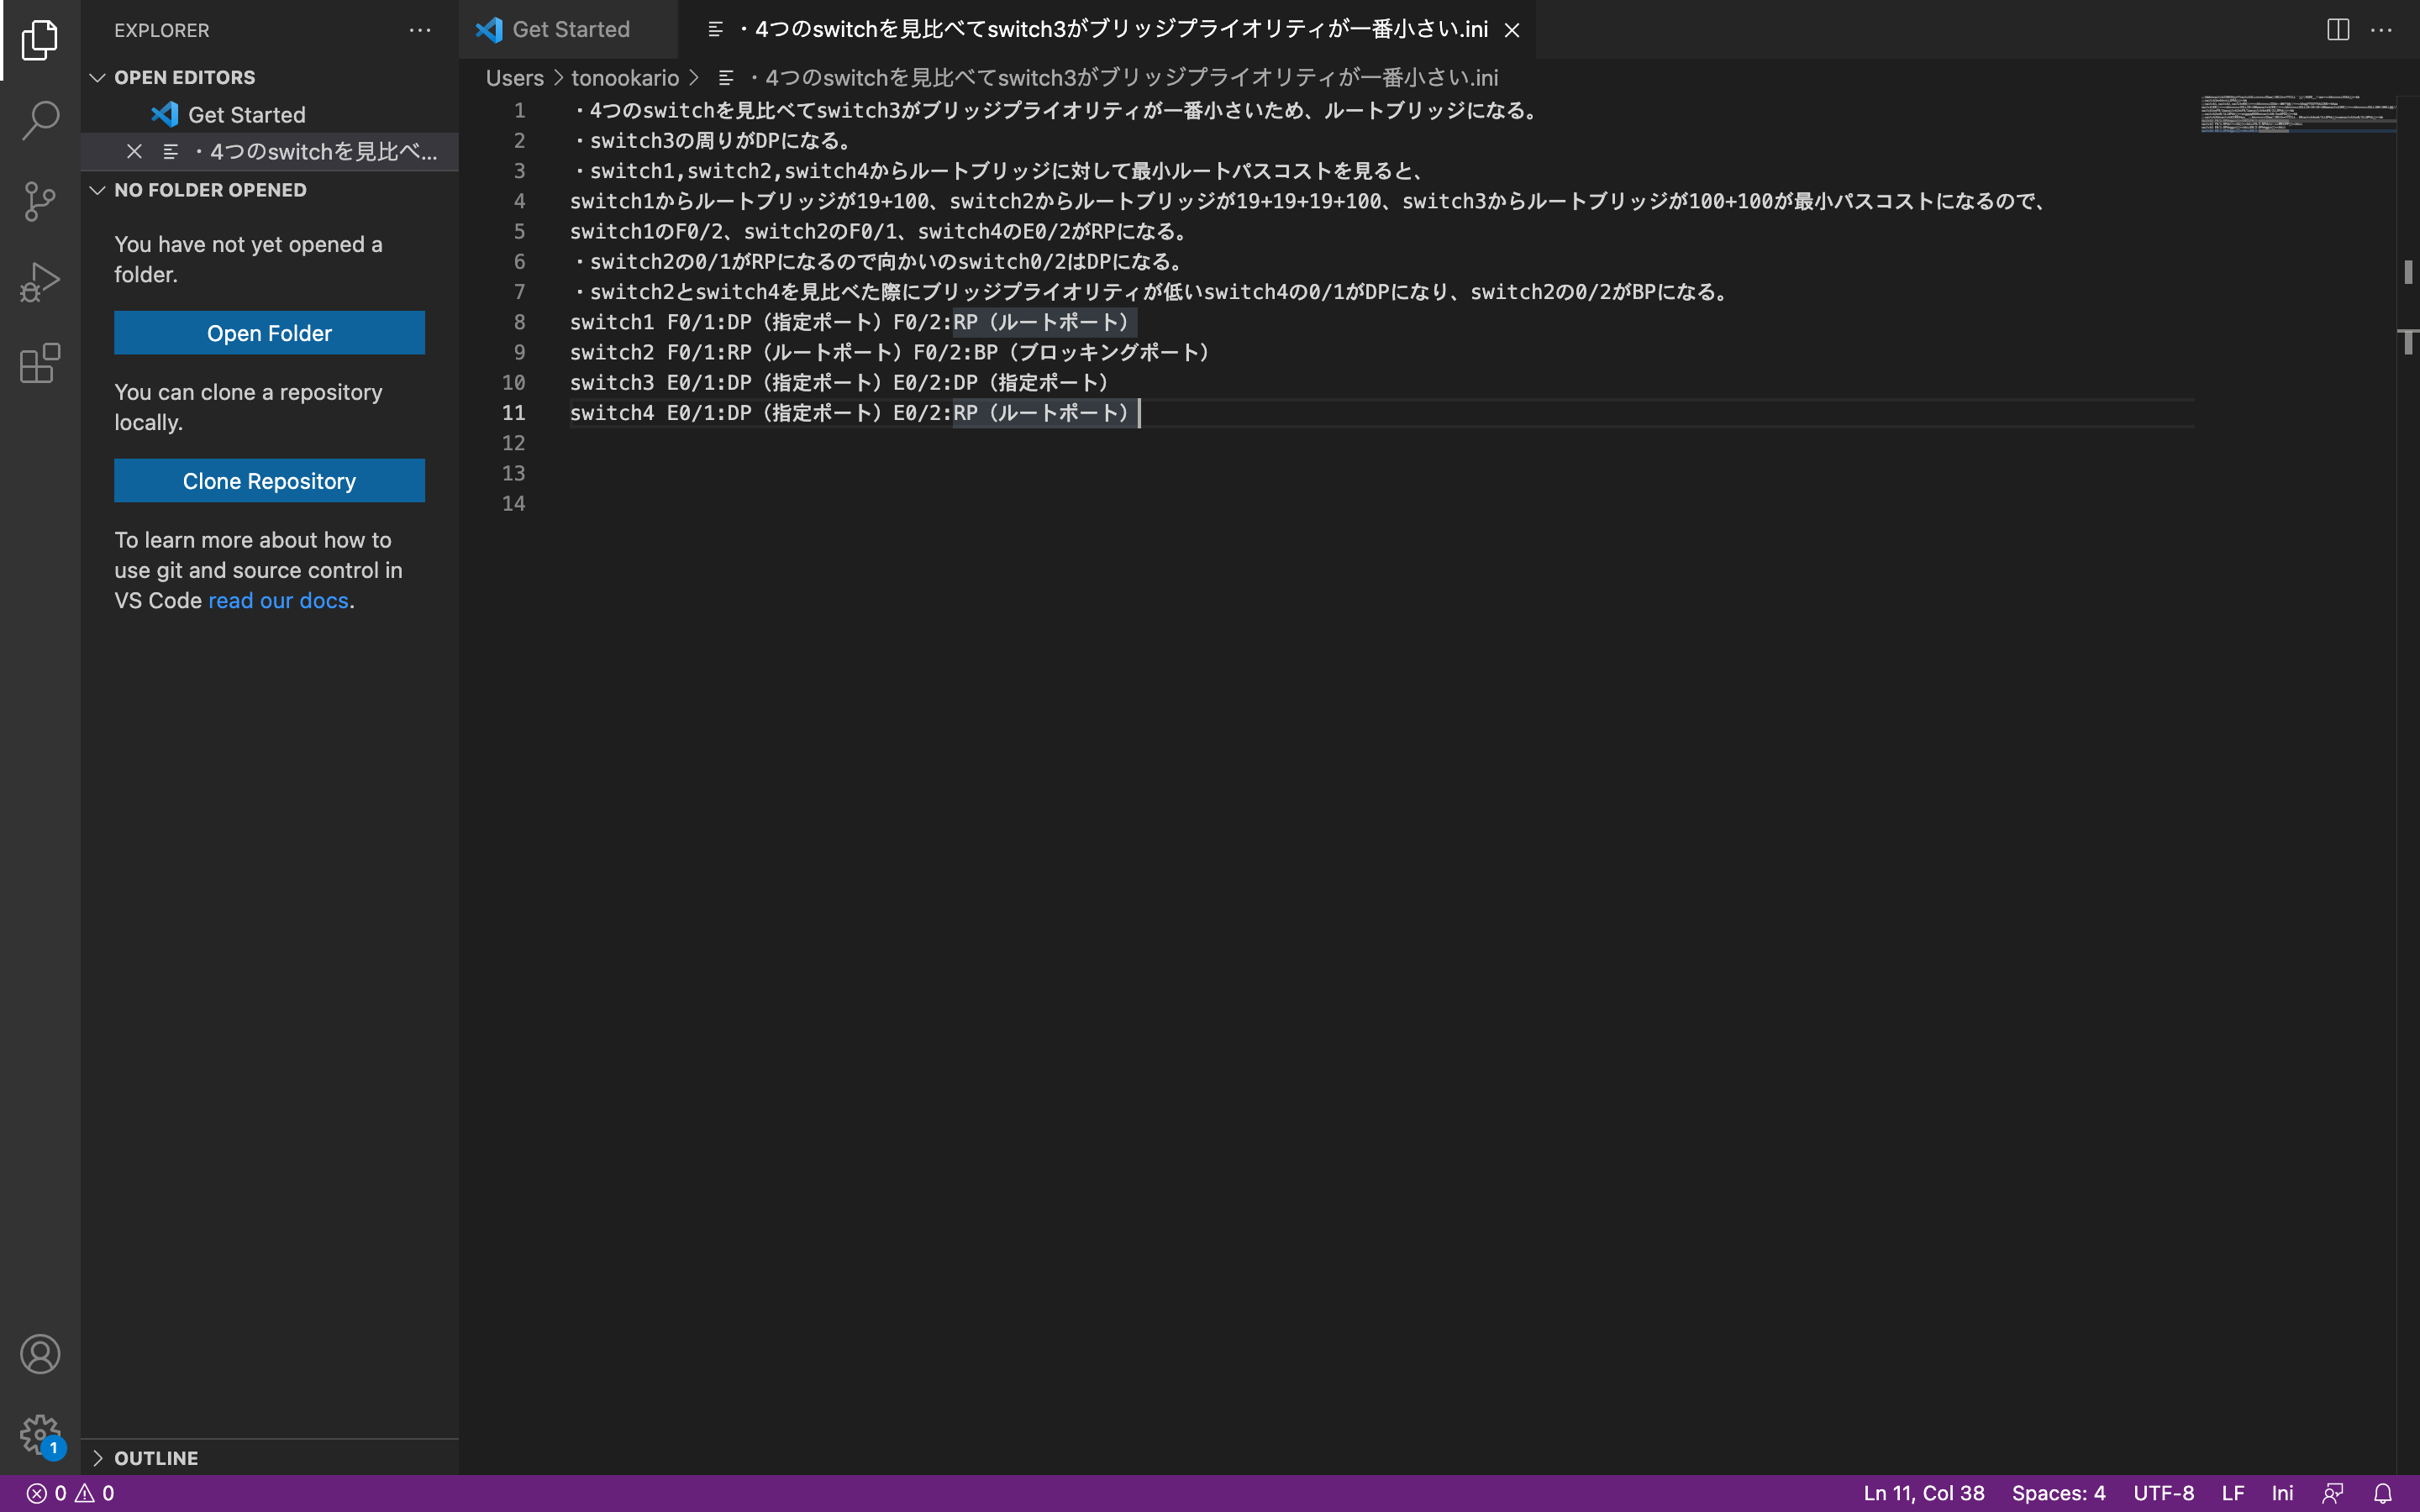 EXPLORER
OPEN EDITORS
Get Started
・4つのswitchを見比べ...
NO FOLDER OPENED
You have not yet opened a
folder.
Open Folder
You can clone a repository
locally.
Clone Repository
To learn more about how to
use git and source control in
VS Code read our docs.
OUTLINE
Get Started
・4つのswitchを見比べてswitch3がブリッジプライオリティが一番小さい.ini
Users > tonookario > ・4つのswitchを見比べてswitch3がブリッジプライオリティが一番小さい.ini
1 ・4つのswitchを見比べてswitch3がブリッジプライオリティが一番小さいため、ルートブリッジになる。
2 ・switch3の周りがDPになる。
3 ・switch1,switch2,switch4からルートブリッジに対して最小ルートパスコストを見ると、
4 switch1からルートブリッジが19+100、switch2からルートブリッジが19+19+19+100、switch3からルートブリッジが100+100が最小パスコストになるので、
5 switch1のF0/2、switch2のF0/1、switch4のE0/2がRPになる。
6 ・switch2の0/1がRPになるので向かいのswitch0/2はDPになる。
7 ・switch2とswitch4を見比べた際にブリッジプライオリティが低いswitch4の0/1がDPになり、switch2の0/2がBPになる。
8 switch1 F0/1:DP（指定ポート）F0/2:RP（ルートポート）
9 switch2 F0/1:RP（ルートポート）F0/2:BP（ブロッキングポート）
10 switch3 E0/1:DP（指定ポート）E0/2:DP（指定ポート）
11 switch4 E0/1:DP（指定ポート）E0/2:RP（ルートポート）
12
13
14
1
0 0
Ln 11, Col 38 Spaces: 4 UTF-8 LF Ini